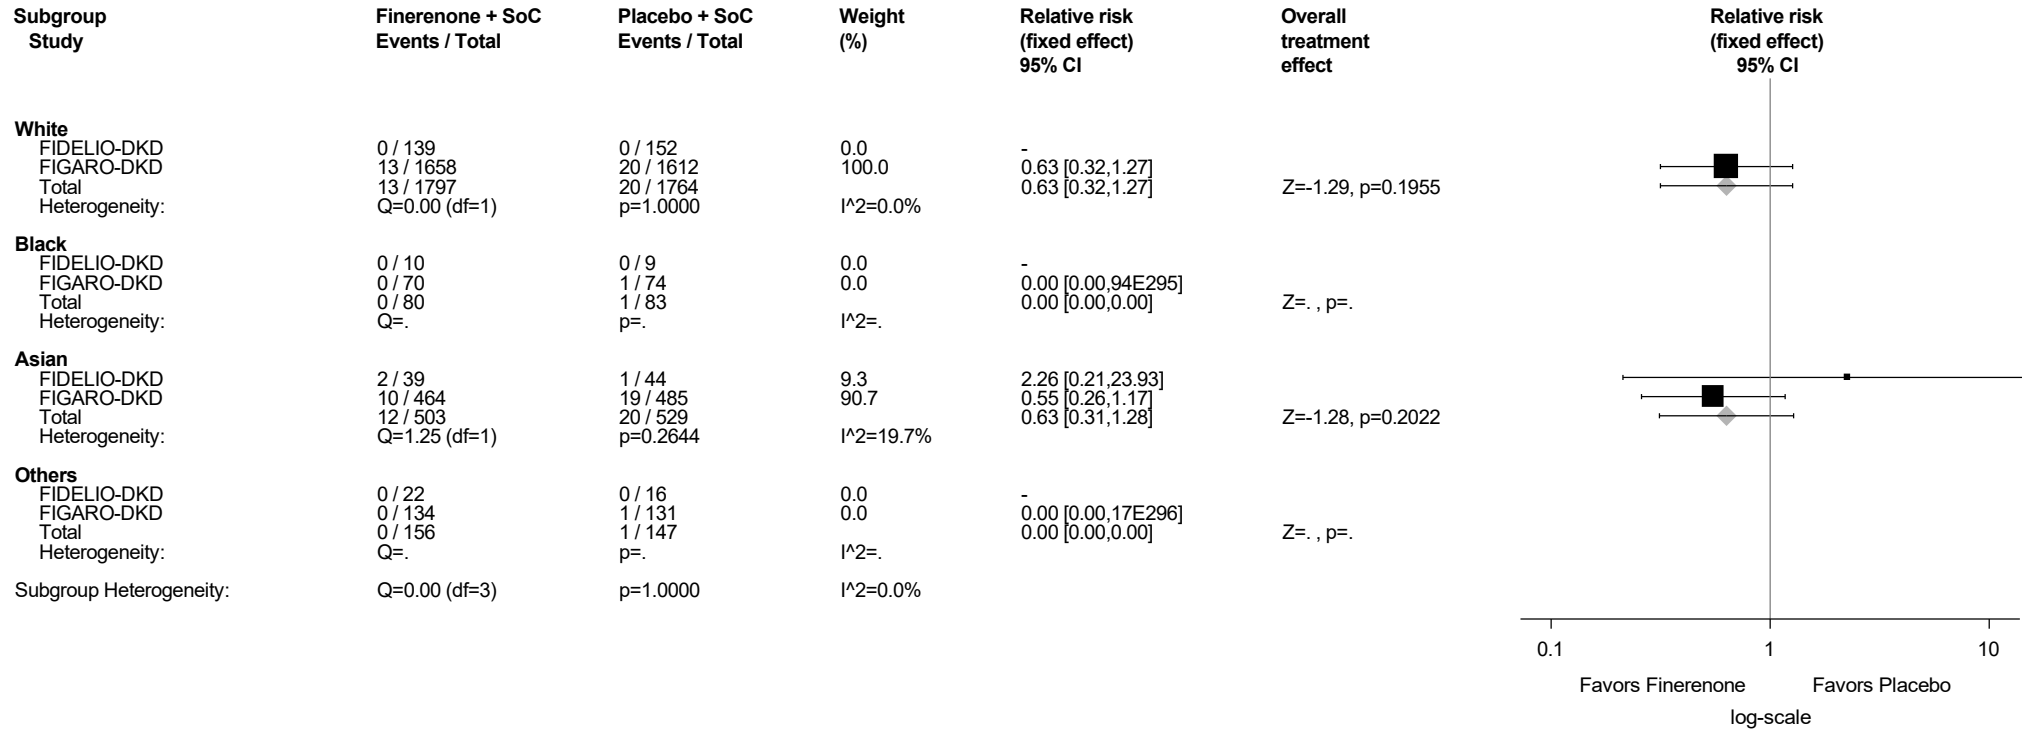 Subgroup Finerenone + SoC Placebo + SoC Weight Relative risk Overall Relative risk
Study Events / Total Events / Total (%) (fixed effect) treatment (fixed effect)
95% CI effect 95% CI
White
FIDELIO-DKD 0 / 139 0 / 152 0.0 -
FIGARO-DKD 13 / 1658 20 / 1612 100.0 0.63 [0.32,1.27]
Total 13 / 1797 20 / 1764 0.63 [0.32,1.27] Z=-1.29, p=0.1955
Heterogeneity: Q=0.00 (df=1) p=1.0000 I^2=0.0%
Black
FIDELIO-DKD 0 / 10 0 / 9 0.0 -
FIGARO-DKD 0 / 70 1 / 74 0.0 0.00 [0.00,94E295]
Total 0 / 80 1 / 83 0.00 [0.00,0.00] Z=. , p=.
Heterogeneity: Q=. p=. I^2=.
Asian
FIDELIO-DKD 2 / 39 1 / 44 9.3 2.26 [0.21,23.93]
FIGARO-DKD 10 / 464 19 / 485 90.7 0.55 [0.26,1.17]
Total 12 / 503 20 / 529 0.63 [0.31,1.28] Z=-1.28, p=0.2022
Heterogeneity: Q=1.25 (df=1) p=0.2644 I^2=19.7%
Others
FIDELIO-DKD 0 / 22 0 / 16 0.0 -
FIGARO-DKD 0 / 134 1 / 131 0.0 0.00 [0.00,17E296]
Total 0 / 156 1 / 147 0.00 [0.00,0.00] Z=. , p=.
Heterogeneity: Q=. p=. I^2=.
Subgroup Heterogeneity: Q=0.00 (df=3) p=1.0000 I^2=0.0%
0.1 1 10
Favors Finerenone Favors Placebo
log-scale